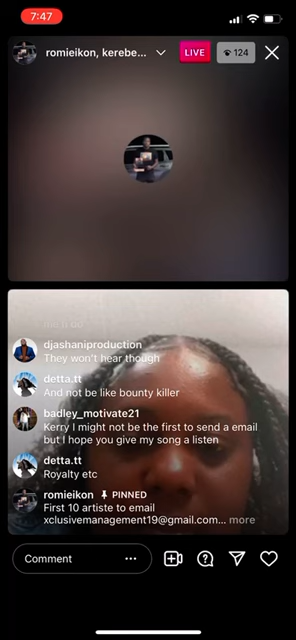 7:47
romieikon, kerebe...
LIVE
124
djashaniproduction
They won't hear though
detta.tt
And not be like bounty killer
badley_motivate21
Kerry I might not be the first to send a email
but I hope you give my song a listen
detta.tt
Royalty etc
romieikon PINNED
First 10 artiste to email
xclusivemanagement19@gmail.com... more
Comment